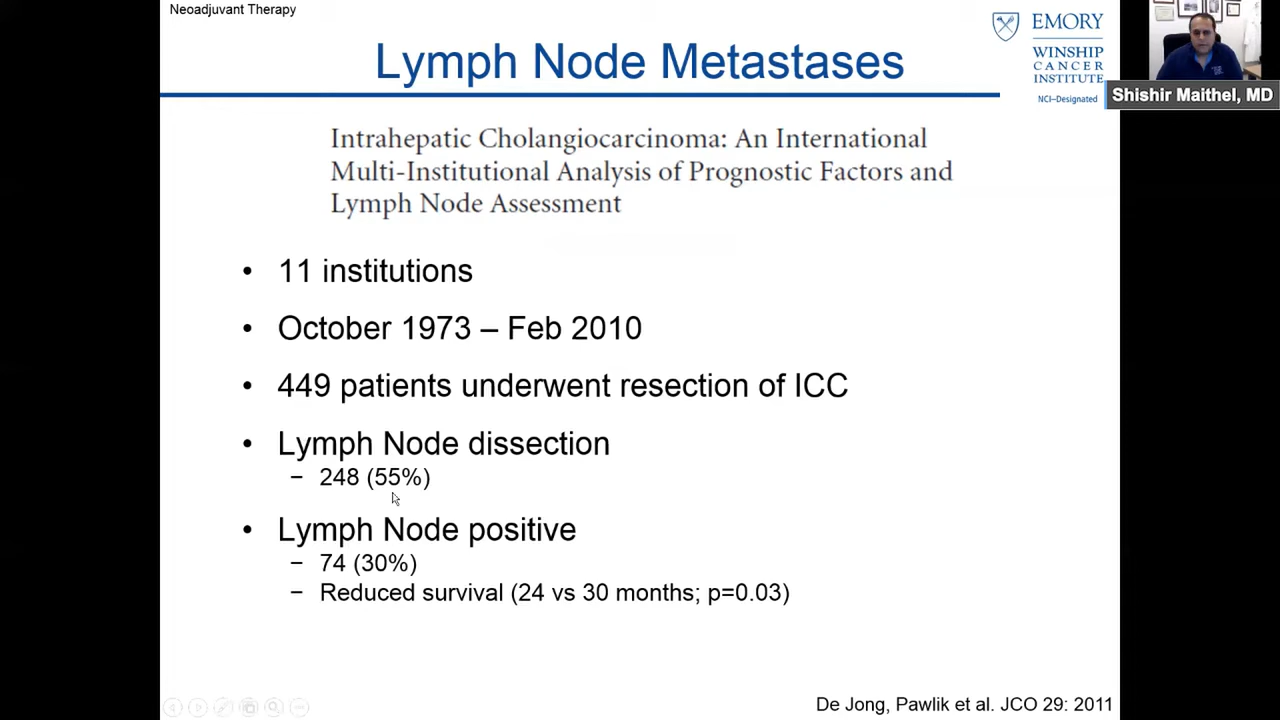 Neoadjuvant Therapy
Lymph Node Metastases
EMORY
WINSHIP
CANCER
INSTITUTE
NCI–Designated
Shishir Maithel, MD
Intrahepatic Cholangiocarcinoma: An International
Multi-Institutional Analysis of Prognostic Factors and
Lymph Node Assessment
• 11 institutions
• October 1973 – Feb 2010
• 449 patients underwent resection of ICC
• Lymph Node dissection
− 248 (55%)
• Lymph Node positive
− 74 (30%)
− Reduced survival (24 vs 30 months; p=0.03)
De Jong, Pawlik et al. JCO 29: 2011